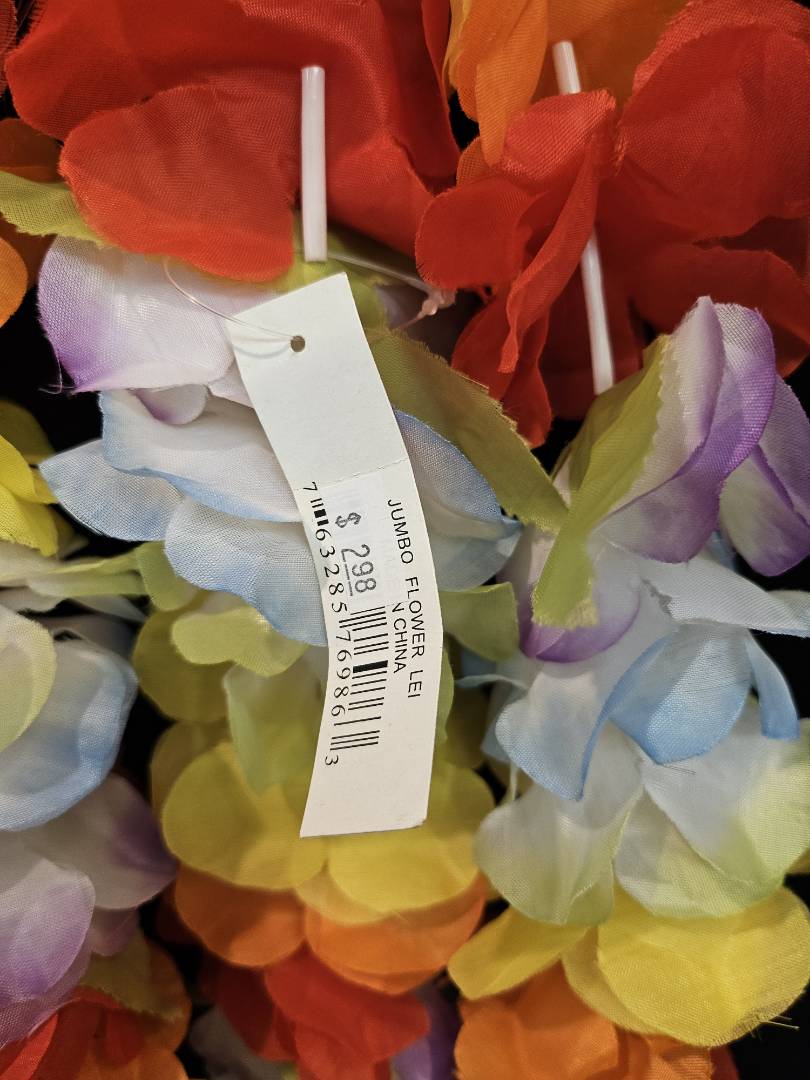 JUMBO FLOWER LEI
N CHINA
$ 298
7 63285 76986 3